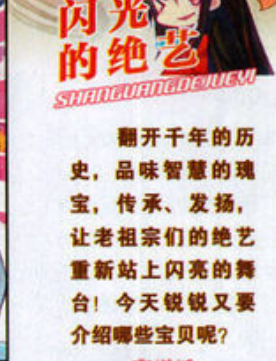 闪光
的绝艺
SHANGUANGDEJUEYI
翻开千年的历
史，品味智慧的瑰
宝，传承、发扬，
让老祖宗们的绝艺
重新站上闪亮的舞
台！今天锐锐又要
介绍哪些宝贝呢？